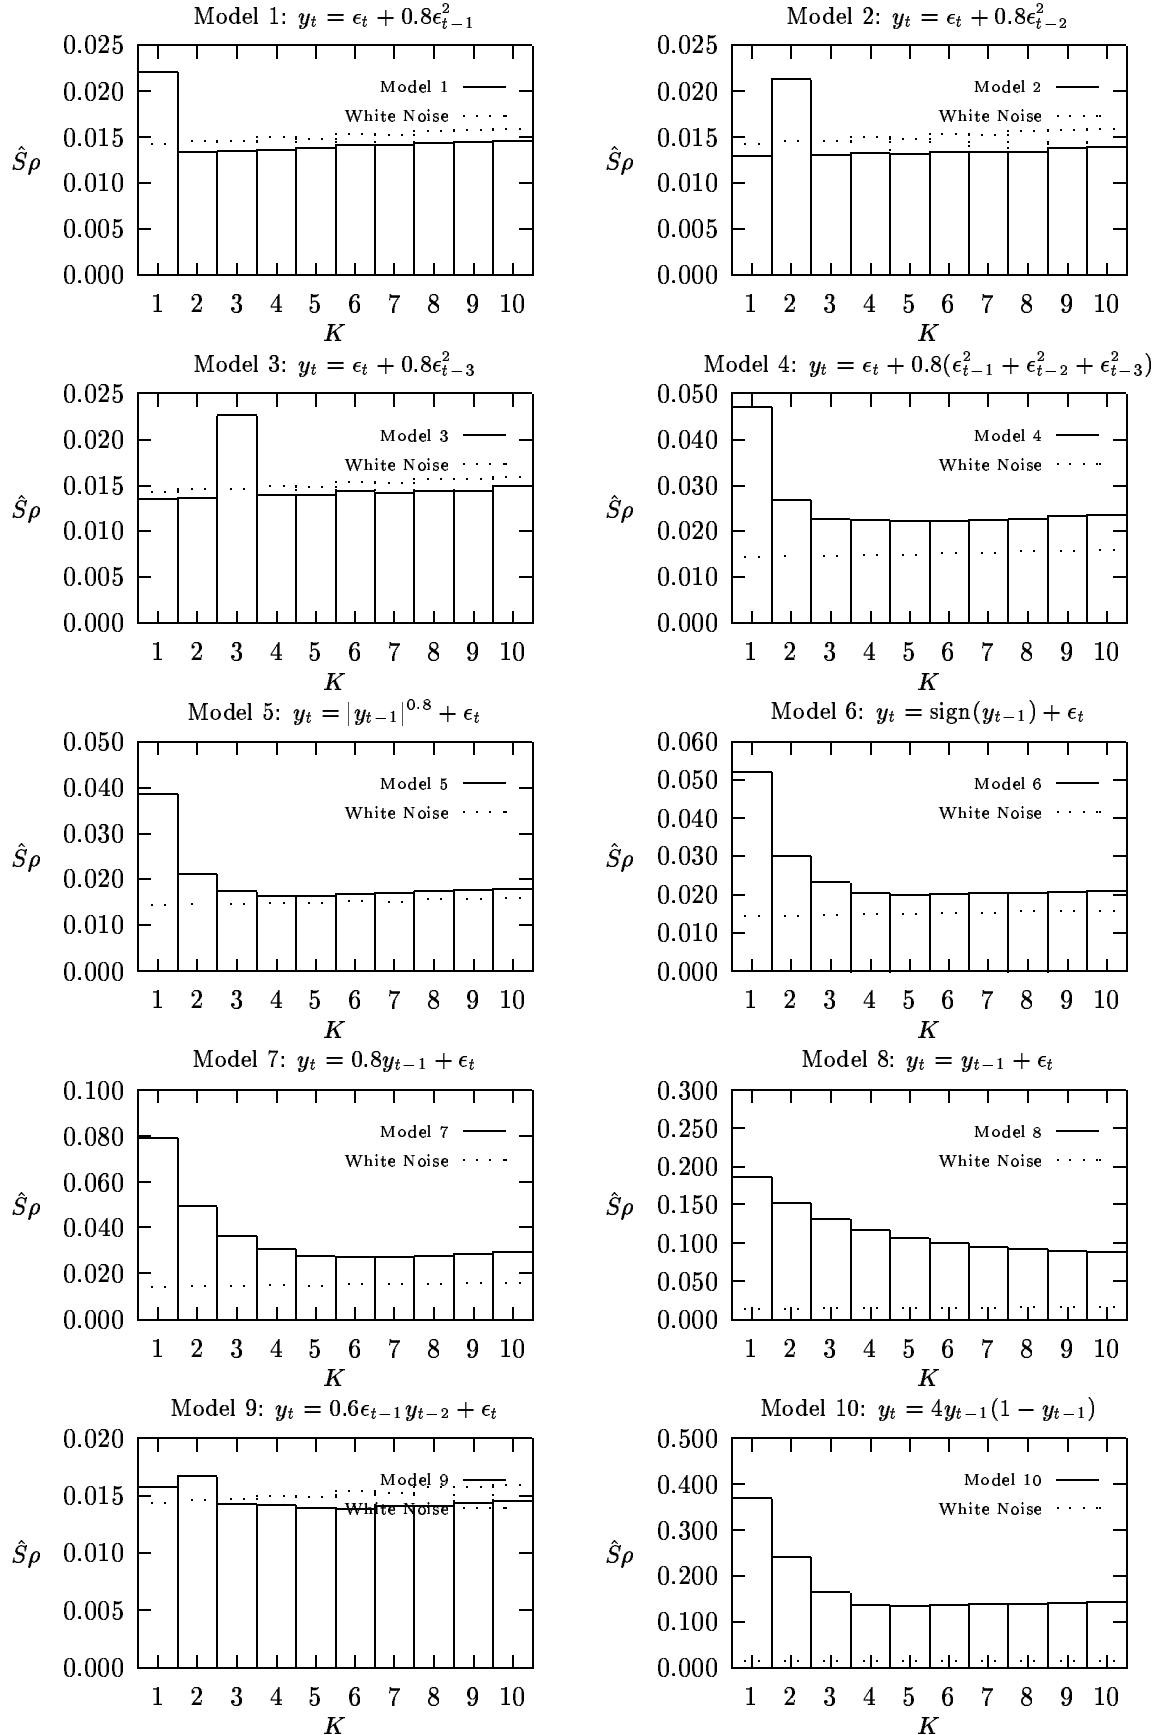 Model 1: y_t = ϵ_t + 0.8ϵ²_{t−1}
0.025
0.020
0.015
0.010
0.005
0.000
Ŝρ
Model 1
White Noise
1 2 3 4 5 6 7 8 9 10
K
Model 2: y_t = ϵ_t + 0.8ϵ²_{t−2}
0.025
0.020
0.015
0.010
0.005
0.000
Ŝρ
Model 2
White Noise
1 2 3 4 5 6 7 8 9 10
K
Model 3: y_t = ϵ_t + 0.8ϵ²_{t−3}
0.025
0.020
0.015
0.010
0.005
0.000
Ŝρ
Model 3
White Noise
1 2 3 4 5 6 7 8 9 10
K
Model 4: y_t = ϵ_t + 0.8(ϵ²_{t−1} + ϵ²_{t−2} + ϵ²_{t−3})
0.050
0.040
0.030
0.020
0.010
0.000
Ŝρ
Model 4
White Noise
1 2 3 4 5 6 7 8 9 10
K
Model 5: y_t = |y_{t−1}|^{0.8} + ϵ_t
0.050
0.040
0.030
0.020
0.010
0.000
Ŝρ
Model 5
White Noise
1 2 3 4 5 6 7 8 9 10
K
Model 6: y_t = sign(y_{t−1}) + ϵ_t
0.060
0.050
0.040
0.030
0.020
0.010
0.000
Ŝρ
Model 6
White Noise
1 2 3 4 5 6 7 8 9 10
K
Model 7: y_t = 0.8y_{t−1} + ϵ_t
0.100
0.080
0.060
0.040
0.020
0.000
Ŝρ
Model 7
White Noise
1 2 3 4 5 6 7 8 9 10
K
Model 8: y_t = y_{t−1} + ϵ_t
0.300
0.250
0.200
0.150
0.100
0.050
0.000
Ŝρ
Model 8
White Noise
1 2 3 4 5 6 7 8 9 10
K
Model 9: y_t = 0.6ϵ_{t−1}y_{t−2} + ϵ_t
0.020
0.015
0.010
0.005
0.000
Ŝρ
Model 9
White Noise
1 2 3 4 5 6 7 8 9 10
K
Model 10: y_t = 4y_{t−1}(1 − y_{t−1})
0.500
0.400
0.300
0.200
0.100
0.000
Ŝρ
Model 10
White Noise
1 2 3 4 5 6 7 8 9 10
K